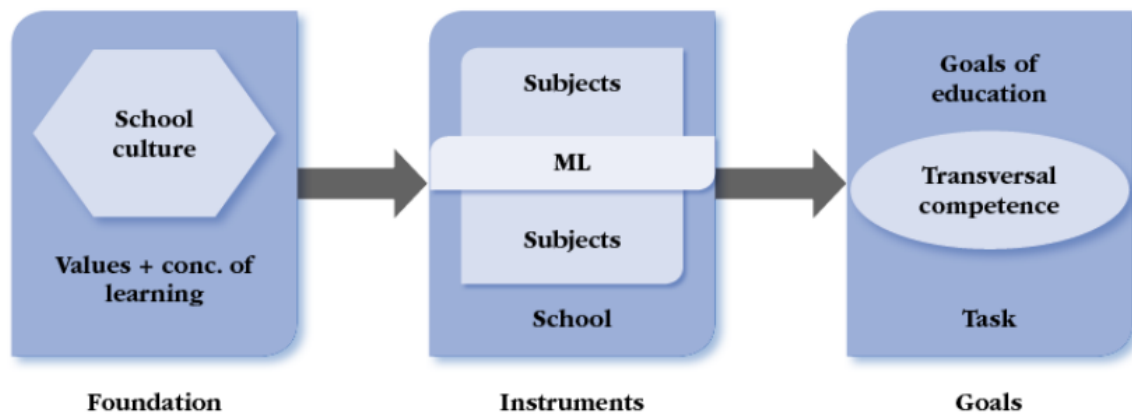 School
culture
Values + conc. of
learning
Foundation
Subjects
ML
Subjects
School
Instruments
Goals of
education
Transversal
competence
Task
Goals